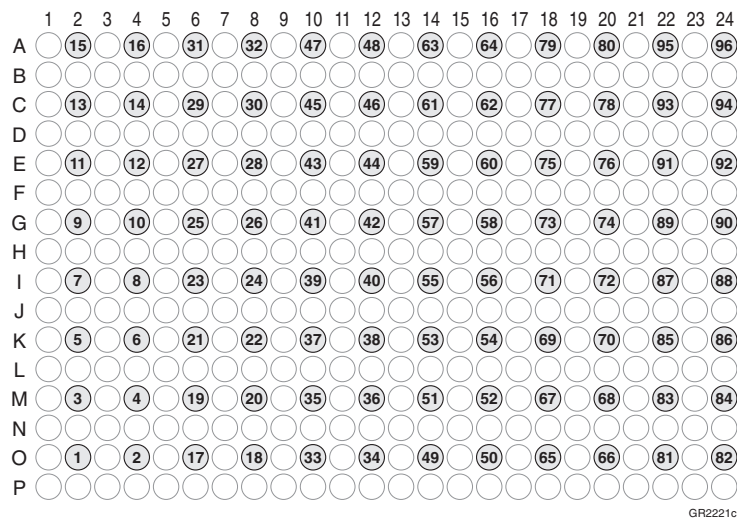 1 2 3 4 5 6 7 8 9 10 11 12 13 14 15 16 17 18 19 20 21 22 23 24
A 15 16 31 32 47 48 63 64 79 80 95 96
B
C 13 14 29 30 45 46 61 62 77 78 93 94
D
E 11 12 27 28 43 44 59 60 75 76 91 92
F
G 9 10 25 26 41 42 57 58 73 74 89 90
H
I 7 8 23 24 39 40 55 56 71 72 87 88
J
K 5 6 21 22 37 38 53 54 69 70 85 86
L
M 3 4 19 20 35 36 51 52 67 68 83 84
N
O 1 2 17 18 33 34 49 50 65 66 81 82
P
GR2221c